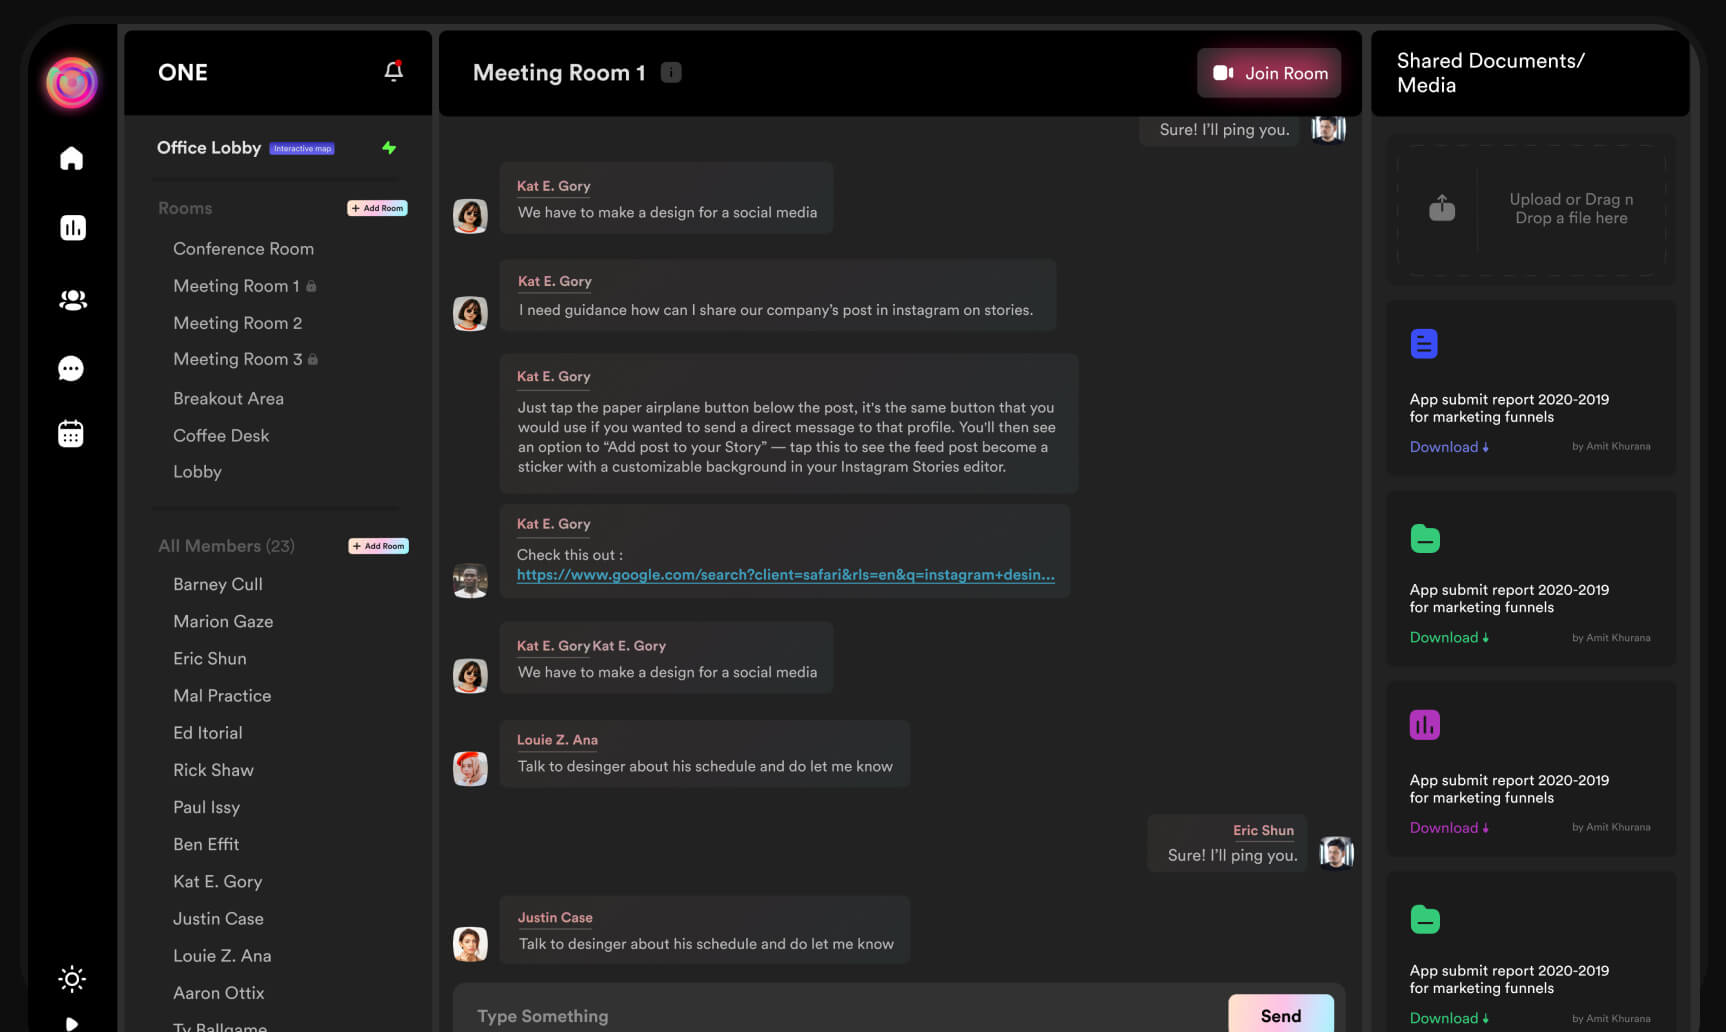 ONE
Office Lobby Interactive map
Rooms + Add Room
Conference Room
Meeting Room 1
Meeting Room 2
Meeting Room 3
Breakout Area
Coffee Desk
Lobby
All Members (23) + Add Room
Barney Cull
Marion Gaze
Eric Shun
Mal Practice
Ed Itorial
Rick Shaw
Paul Issy
Ben Effit
Kat E. Gory
Justin Case
Louie Z. Ana
Aaron Ottix
Ty Ballgame
Meeting Room 1
Join Room
Sure! I’ll ping you.
Kat E. Gory
We have to make a design for a social media
Kat E. Gory
I need guidance how can I share our company’s post in instagram on stories.
Kat E. Gory
Just tap the paper airplane button below the post, it's the same button that you
would use if you wanted to send a direct message to that profile. You'll then see
an option to “Add post to your Story” — tap this to see the feed post become a
sticker with a customizable background in your Instagram Stories editor.
Kat E. Gory
Check this out :
https://www.google.com/search?client=safari&rls=en&q=instagram+desin...
Kat E. Gory Kat E. Gory
We have to make a design for a social media
Louie Z. Ana
Talk to desinger about his schedule and do let me know
Eric Shun
Sure! I’ll ping you.
Justin Case
Talk to desinger about his schedule and do let me know
Type Something
Send
Shared Documents/
Media
Upload or Drag n
Drop a file here
App submit report 2020-2019
for marketing funnels
Download by Amit Khurana
App submit report 2020-2019
for marketing funnels
Download by Amit Khurana
App submit report 2020-2019
for marketing funnels
Download by Amit Khurana
App submit report 2020-2019
for marketing funnels
Download by Amit Khurana